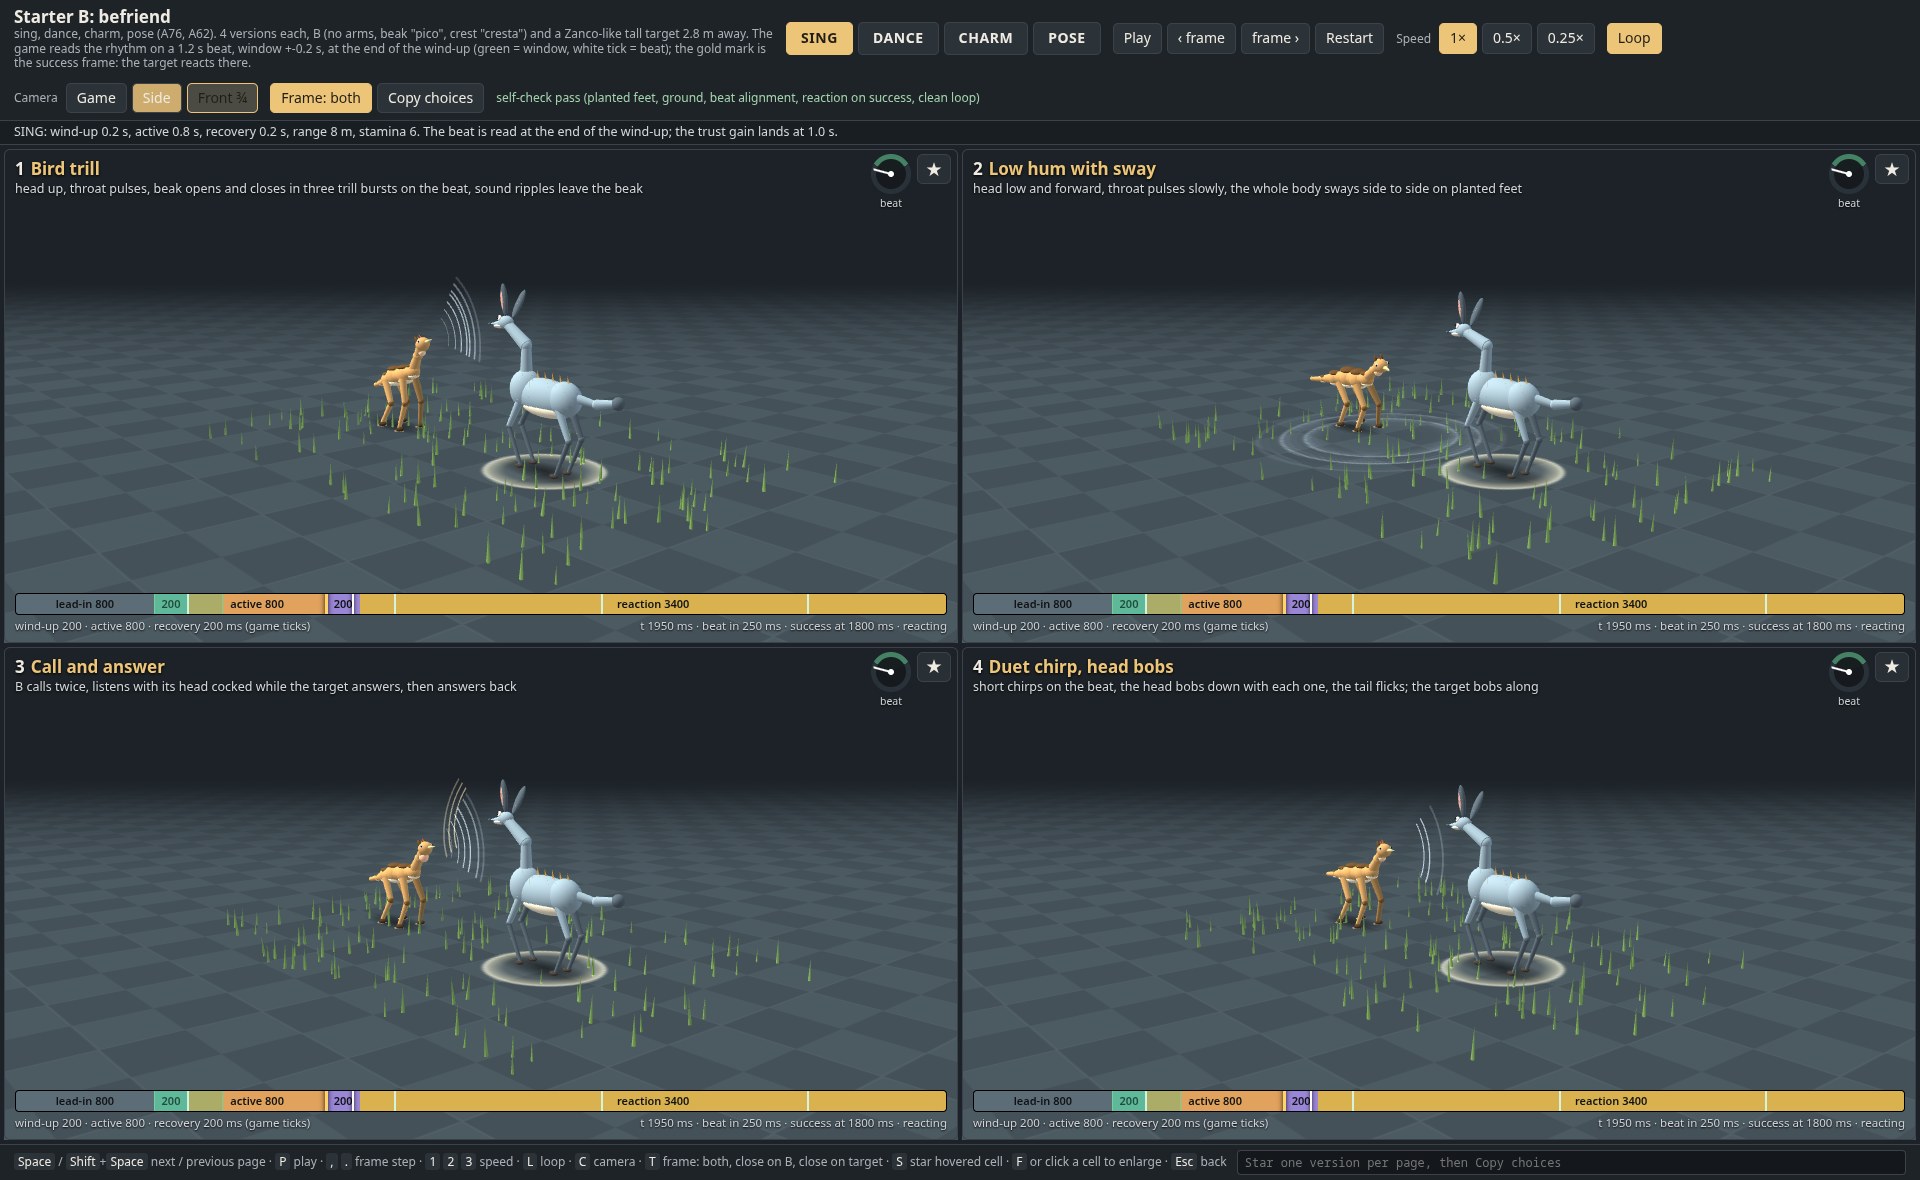 Starter B: befriend
sing, dance, charm, pose (A76, A62). 4 versions each, B (no arms, beak "pico", crest "cresta") and a Zanco-like tall target 2.8 m away. The
game reads the rhythm on a 1.2 s beat, window +-0.2 s, at the end of the wind-up (green = window, white tick = beat); the gold mark is
the success frame: the target reacts there.
SING DANCE CHARM POSE Play ‹ frame frame › Restart Speed 1× 0.5× 0.25× Loop
Camera Game Side Front ¾ Frame: both Copy choices self-check pass (planted feet, ground, beat alignment, reaction on success, clean loop)
SING: wind-up 0.2 s, active 0.8 s, recovery 0.2 s, range 8 m, stamina 6. The beat is read at the end of the wind-up; the trust gain lands at 1.0 s.
1 Bird trill ★
head up, throat pulses, beak opens and closes in three trill bursts on the beat, sound ripples leave the beak
beat
lead-in 800 200 active 800 200 reaction 3400
wind-up 200 · active 800 · recovery 200 ms (game ticks) t 1950 ms · beat in 250 ms · success at 1800 ms · reacting
2 Low hum with sway ★
head low and forward, throat pulses slowly, the whole body sways side to side on planted feet
beat
lead-in 800 200 active 800 200 reaction 3400
wind-up 200 · active 800 · recovery 200 ms (game ticks) t 1950 ms · beat in 250 ms · success at 1800 ms · reacting
3 Call and answer ★
B calls twice, listens with its head cocked while the target answers, then answers back
beat
lead-in 800 200 active 800 200 reaction 3400
wind-up 200 · active 800 · recovery 200 ms (game ticks) t 1950 ms · beat in 250 ms · success at 1800 ms · reacting
4 Duet chirp, head bobs ★
short chirps on the beat, the head bobs down with each one, the tail flicks; the target bobs along
beat
lead-in 800 200 active 800 200 reaction 3400
wind-up 200 · active 800 · recovery 200 ms (game ticks) t 1950 ms · beat in 250 ms · success at 1800 ms · reacting
Space / Shift+Space next / previous page · P play · , . frame step · 1 2 3 speed · L loop · C camera · T frame: both, close on B, close on target · S star hovered cell · F or click a cell to enlarge · Esc back Star one version per page, then Copy choices